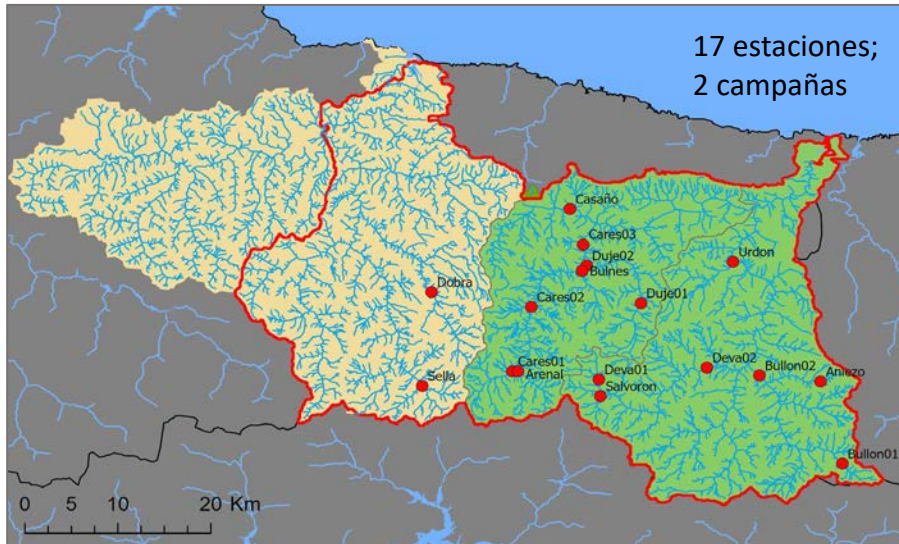 17 estaciones;
2 campañas
Casaño
Cares03
Duje02
Bulnes
Urdon
Dobra
Cares02
Duje01
Cares01
Arenal
Deva01
Salvoron
Deva02
Bullon02
Aniezo
Sella
Bullon01
0 5 10 20 Km